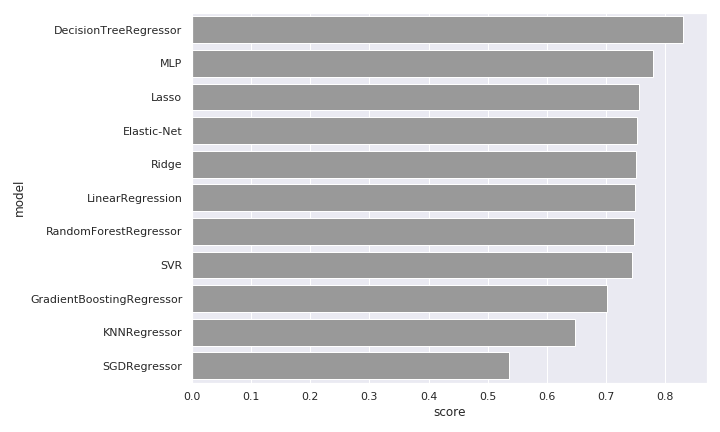 DecisionTreeRegressor
MLP
Lasso
Elastic-Net
Ridge
LinearRegression
RandomForestRegressor
SVR
GradientBoostingRegressor
KNNRegressor
SGDRegressor
model
0.0 0.1 0.2 0.3 0.4 0.5 0.6 0.7 0.8
score